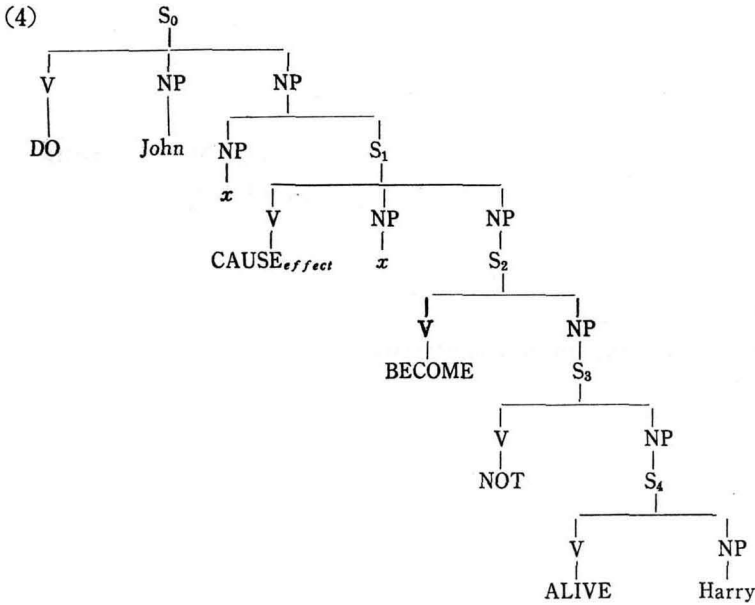 (4) S₀
V NP NP
DO John NP S₁
x V NP NP
CAUSEeffect x S₂
V NP
BECOME S₃
V NP
NOT S₄
V NP
ALIVE Harry